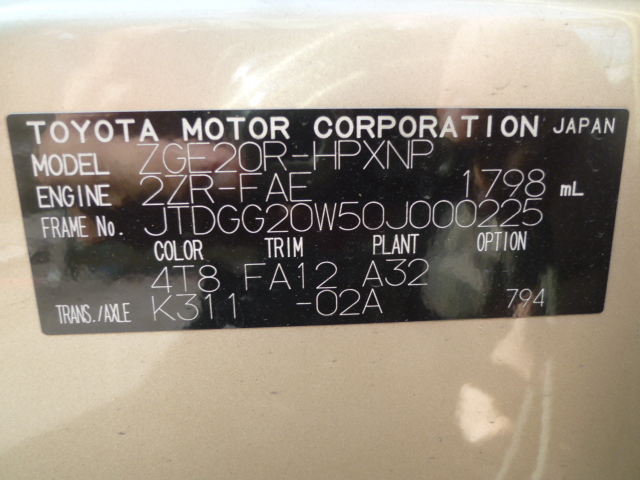 TOYOTA MOTOR CORPORATION JAPAN
MODEL ZGE20R-HPXNP
ENGINE 2ZR-FAE 1798 mL
FRAME No. JTDGG20W50J000225
COLOR TRIM PLANT OPTION
4T8 FA12 A32
TRANS./AXLE K311 -02A 794